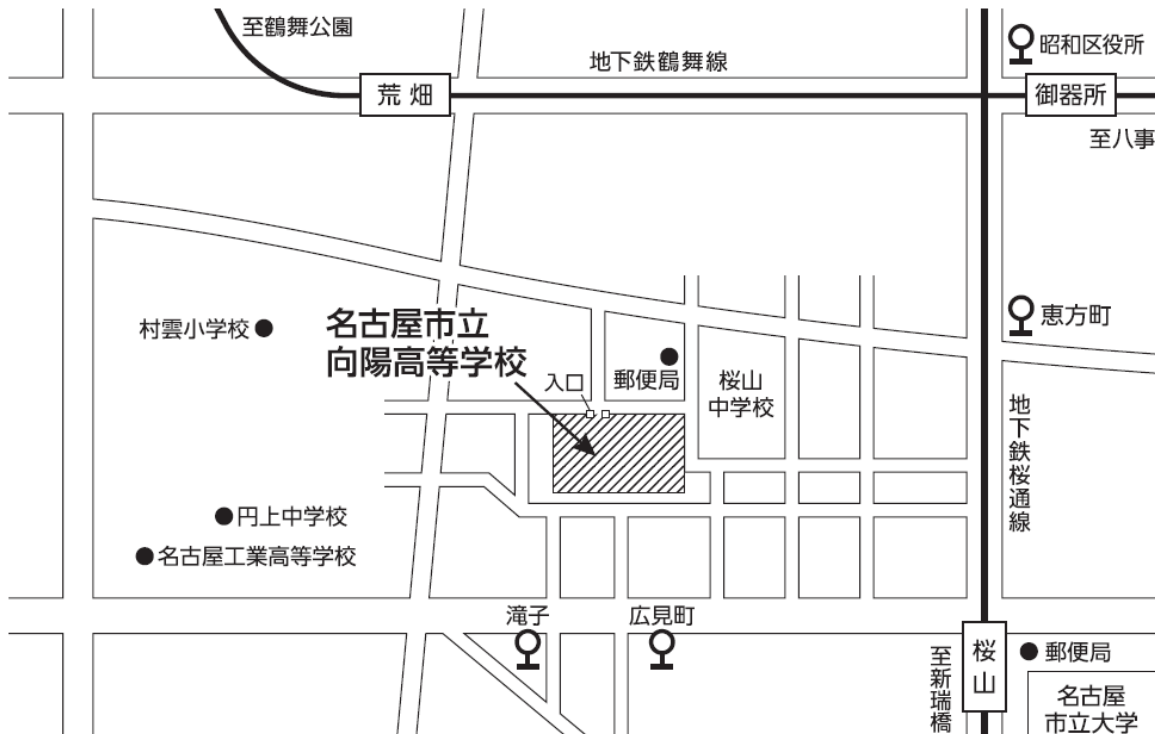 至鶴舞公園
地下鉄鶴舞線
昭和区役所
荒畑
御器所
至八事
村雲小学校
名古屋市立
向陽高等学校
恵方町
入口
郵便局
桜山
中学校
地下鉄桜通線
円上中学校
名古屋工業高等学校
滝子
広見町
至新瑞橋
桜山
郵便局
名古屋
市立大学